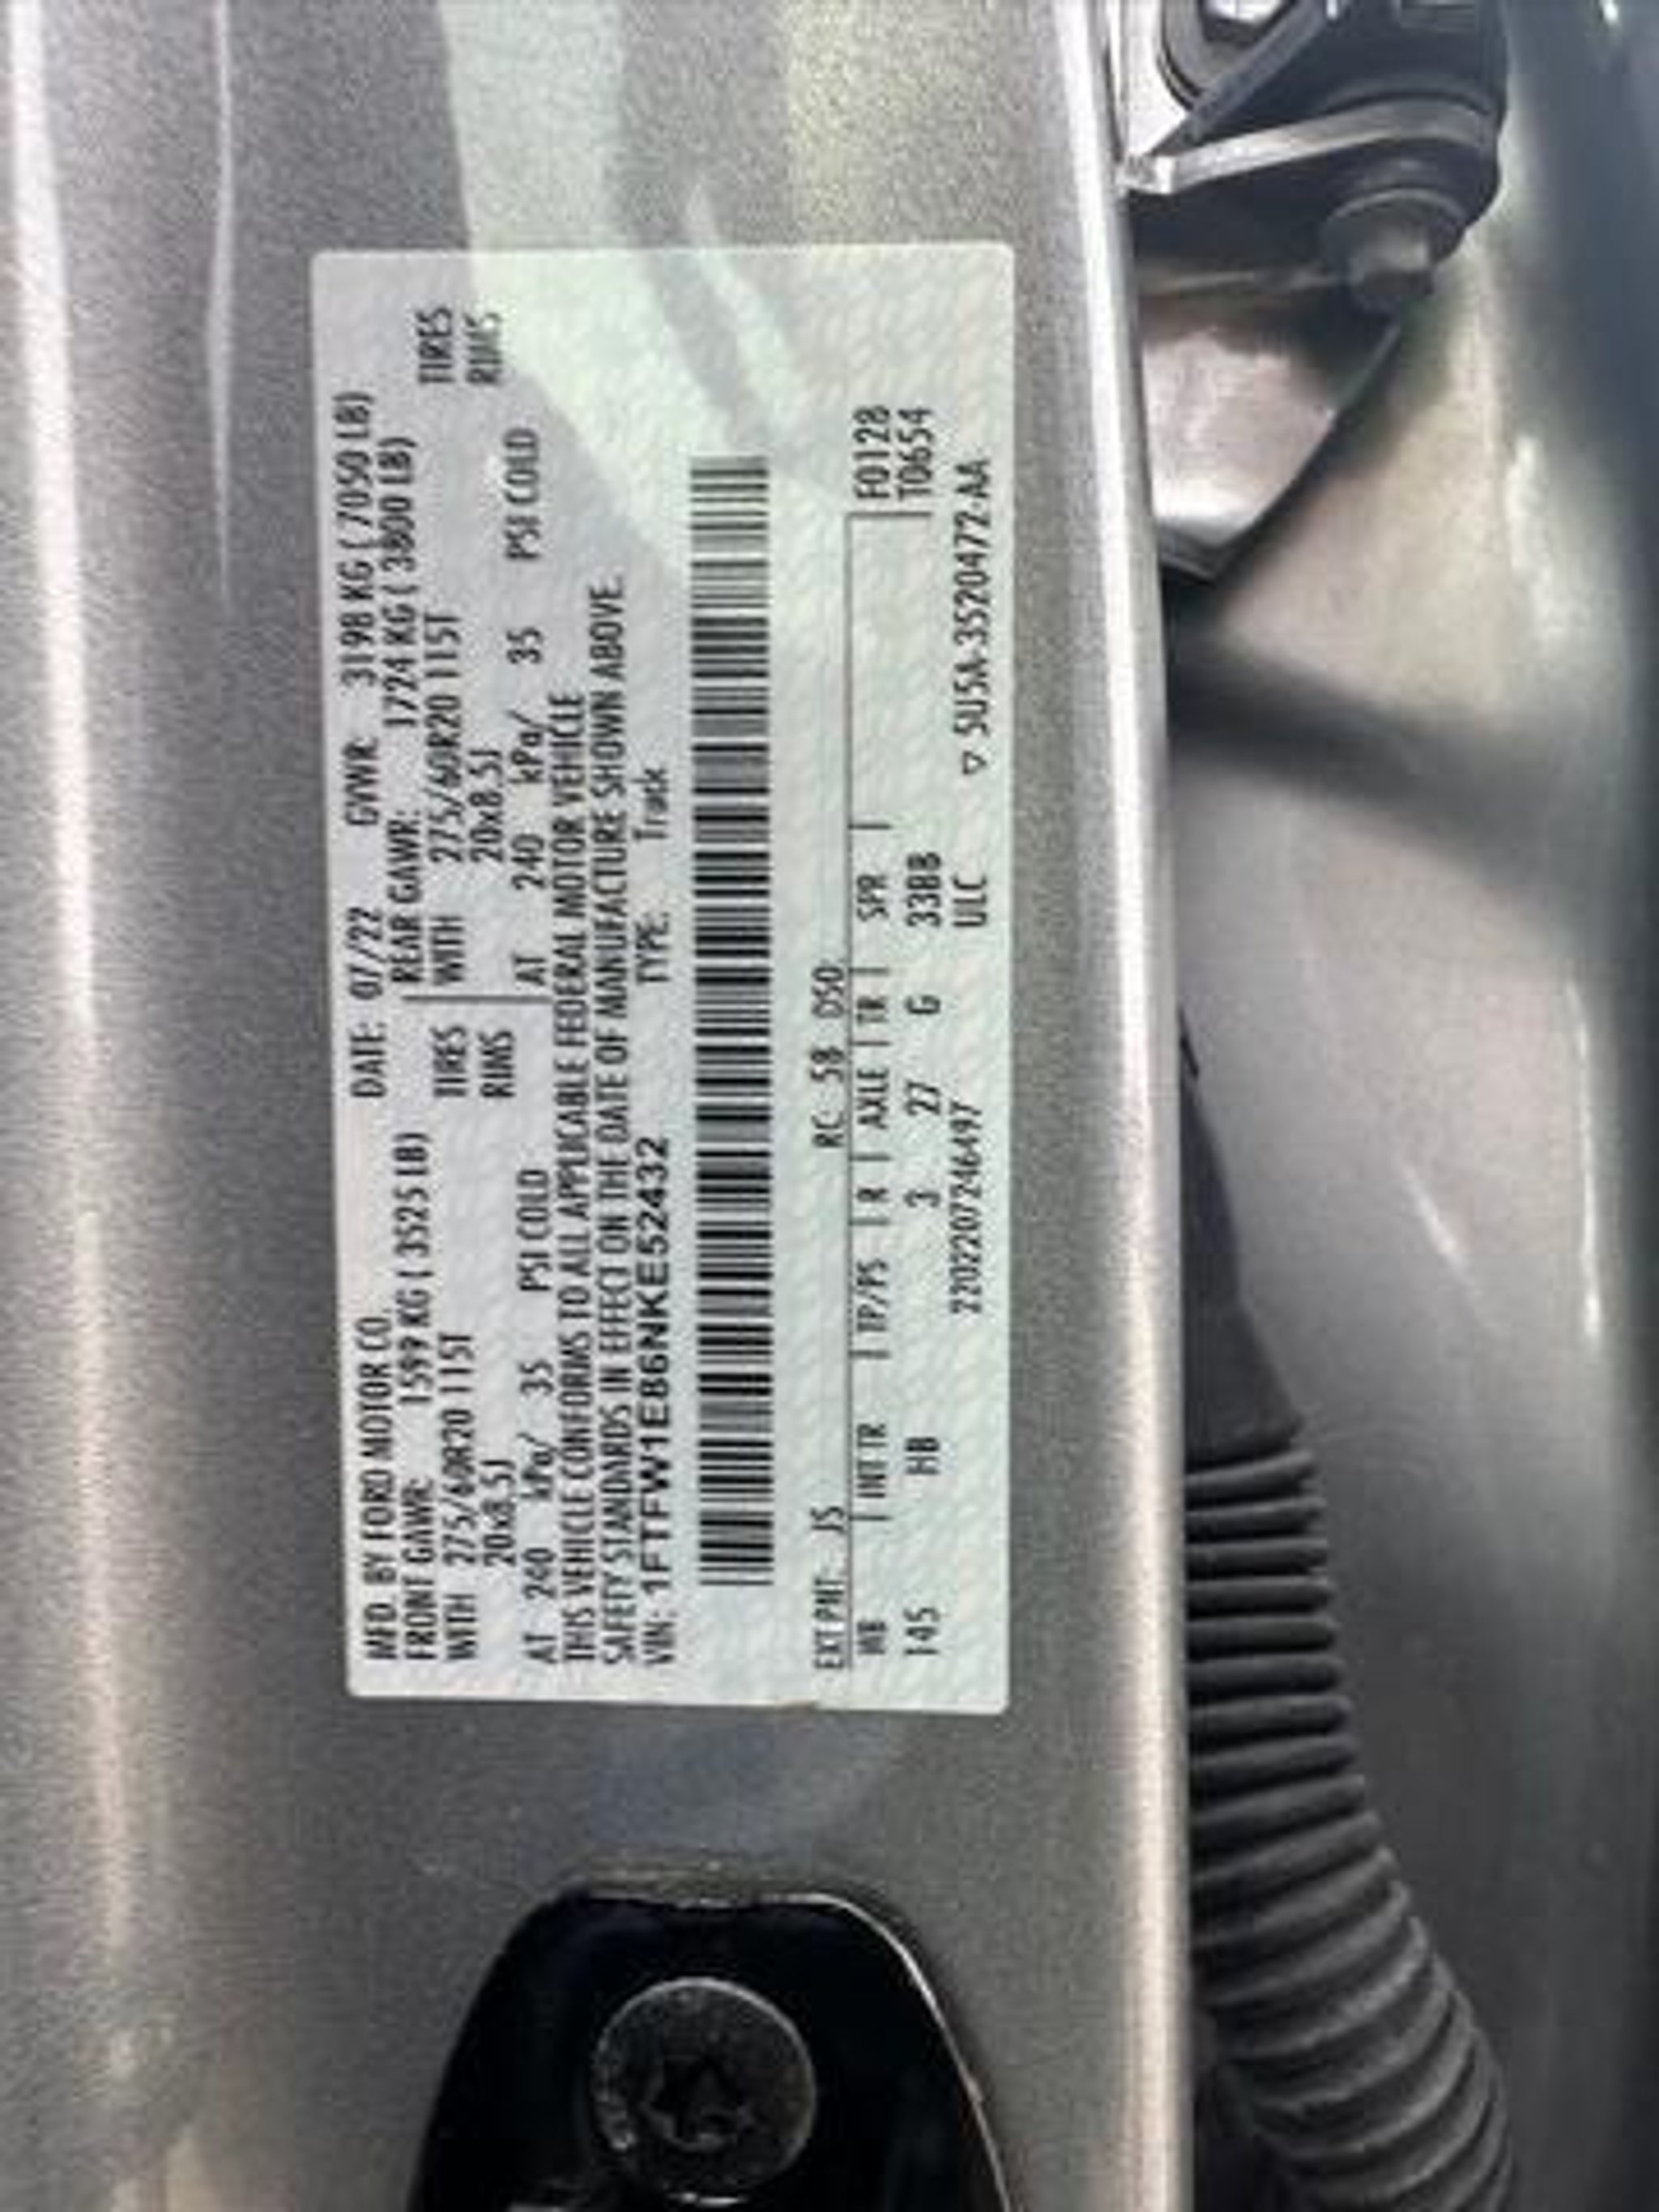 MFD. BY FORD MOTOR CO. DATE: 07/22 GVWR: 3198 KG ( 7050 LB)
FRONT GAWR: 1599 KG ( 3525 LB) REAR GAWR: 1724 KG ( 3800 LB)
WITH 275/60R20 115T TIRES WITH 275/60R20 115T TIRES
20x8.5J RIMS 20x8.5J RIMS
AT 240 kPa/ 35 PSI COLD AT 240 kPa/ 35 PSI COLD
THIS VEHICLE CONFORMS TO ALL APPLICABLE FEDERAL MOTOR VEHICLE
SAFETY STANDARDS IN EFFECT ON THE DATE OF MANUFACTURE SHOWN ABOVE.
VIN: 1FTFW1E86NKE52432 TYPE: Truck
EXT PNT: JS RC: 58 DSO: F0128
WB INT TR TP/PS R AXLE TR SPR T0654
145 HB 3 27 G 33BB
2202207246497 ULC ▽ SU5A-3520472-AA